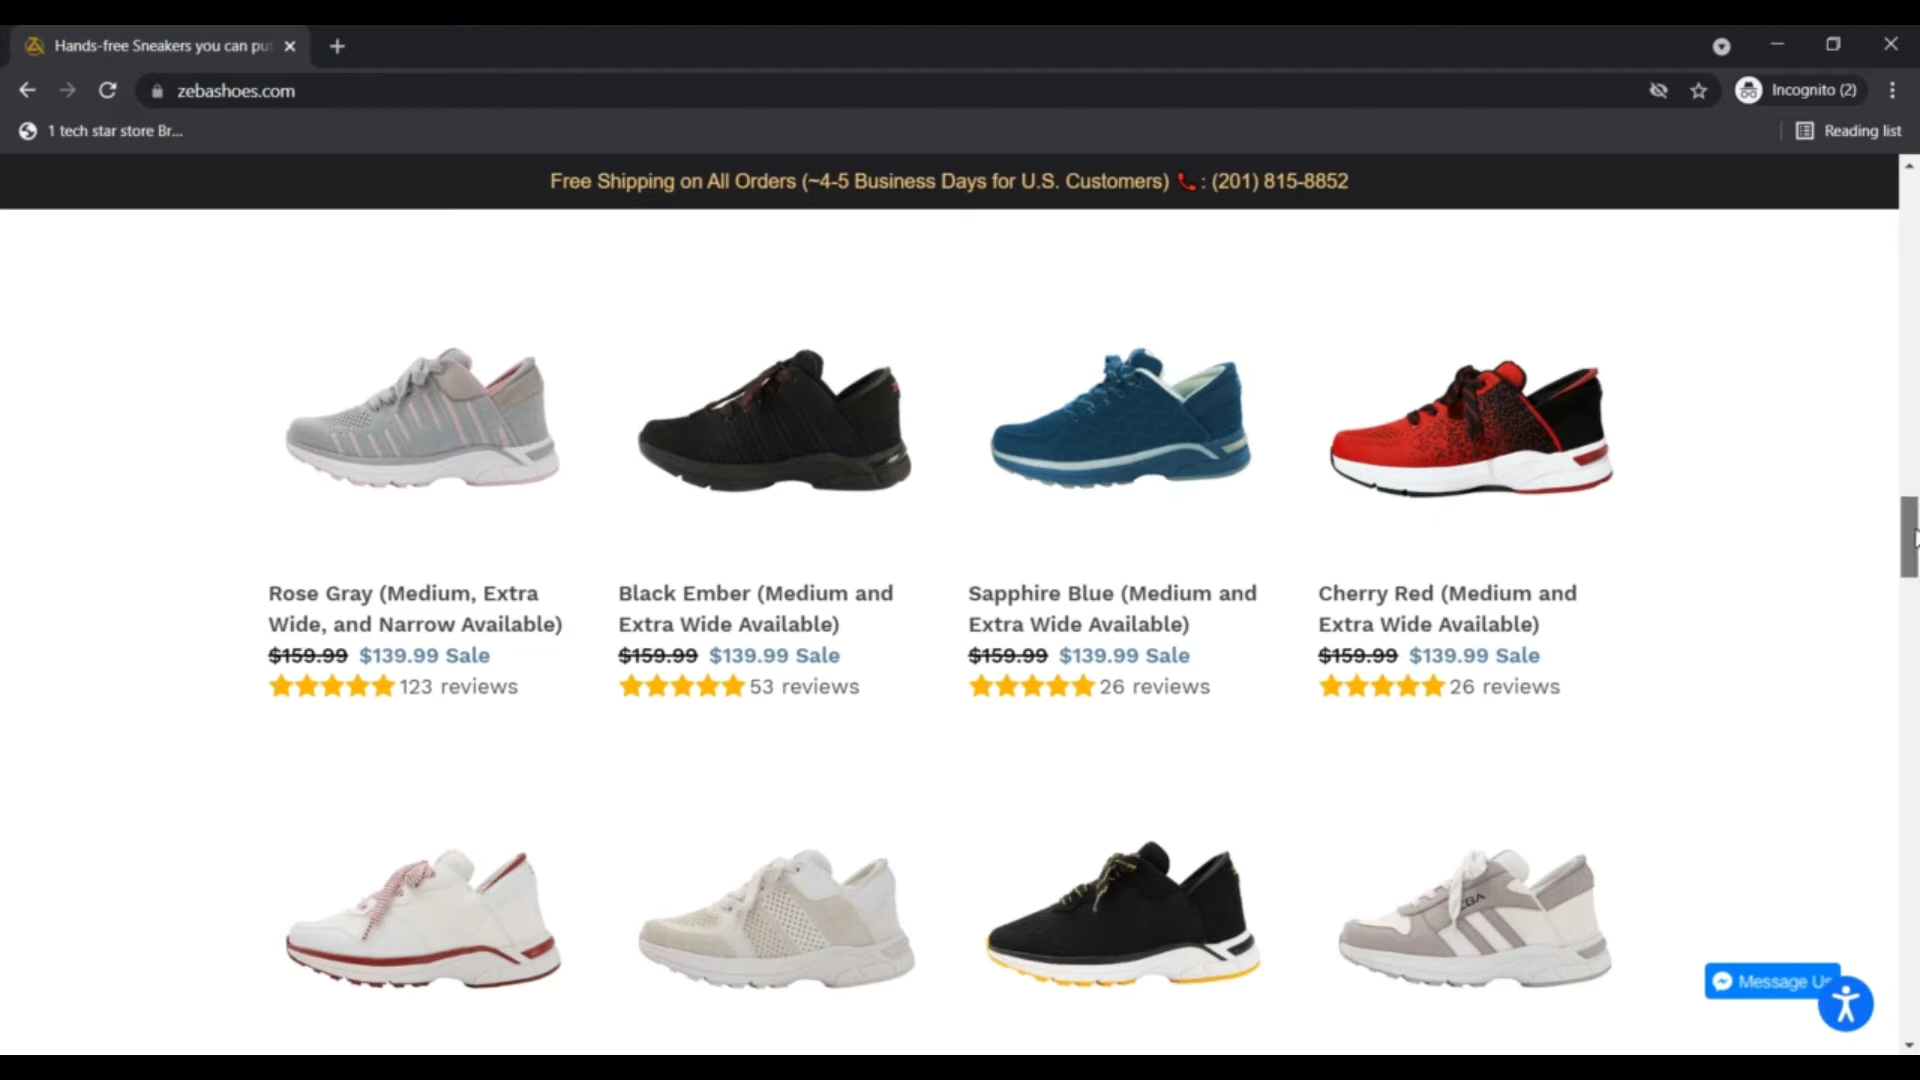 Hands-free Sneakers you can pu
zebashoes.com
Incognito (2)
1 tech star store Br...
Reading list
Free Shipping on All Orders (~4-5 Business Days for U.S. Customers) 📞: (201) 815-8852
Rose Gray (Medium, Extra
Wide, and Narrow Available)
$159.99 $139.99 Sale
123 reviews
Black Ember (Medium and
Extra Wide Available)
$159.99 $139.99 Sale
53 reviews
Sapphire Blue (Medium and
Extra Wide Available)
$159.99 $139.99 Sale
26 reviews
Cherry Red (Medium and
Extra Wide Available)
$159.99 $139.99 Sale
26 reviews
Message Us